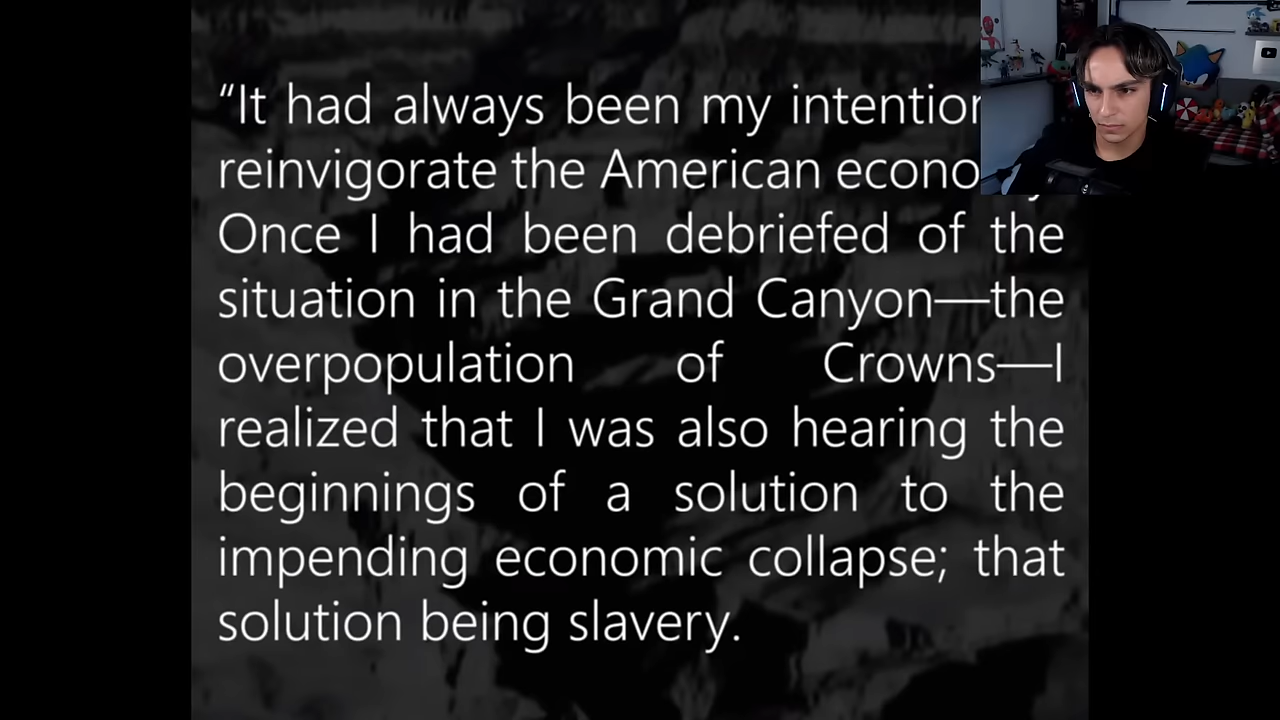 “It had always been my intention
reinvigorate the American econo
Once I had been debriefed of the
situation in the Grand Canyon—the
overpopulation of Crowns—I
realized that I was also hearing the
beginnings of a solution to the
impending economic collapse; that
solution being slavery.